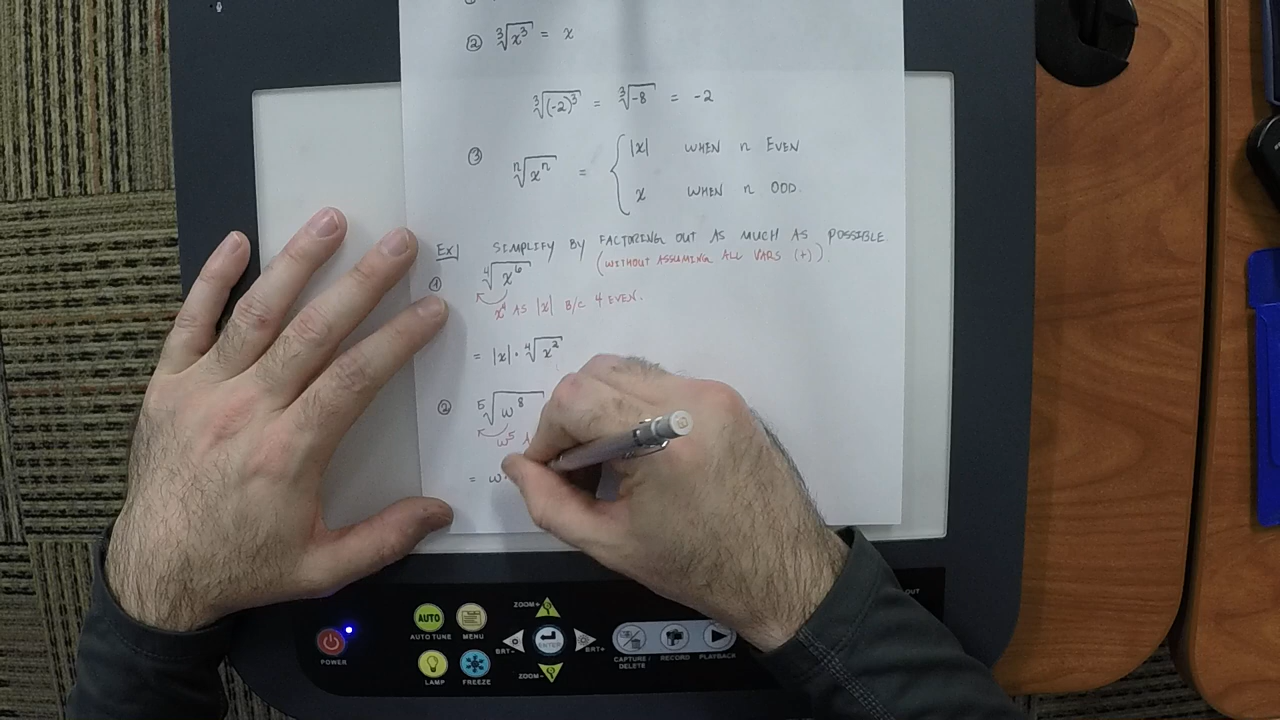 ② ∛x³ = x
∛(-2)³ = ∛-8 = -2
③ ⁿ√xⁿ = { |x| WHEN n EVEN
x WHEN n ODD.
Ex) SIMPLIFY BY FACTORING OUT AS MUCH AS POSSIBLE.
(WITHOUT ASSUMING ALL VARS (+)).
① ⁴√x⁶
x⁴ AS |x| B/C 4 EVEN.
= |x| · ⁴√x²
② ⁵√w⁸
w⁵
= w·
AUTO
AUTO TUNE
MENU
ZOOM+
BRT-
ENTER
BRT+
POWER
LAMP
FREEZE
ZOOM-
CAPTURE / DELETE
RECORD
PLAYBACK
OUT